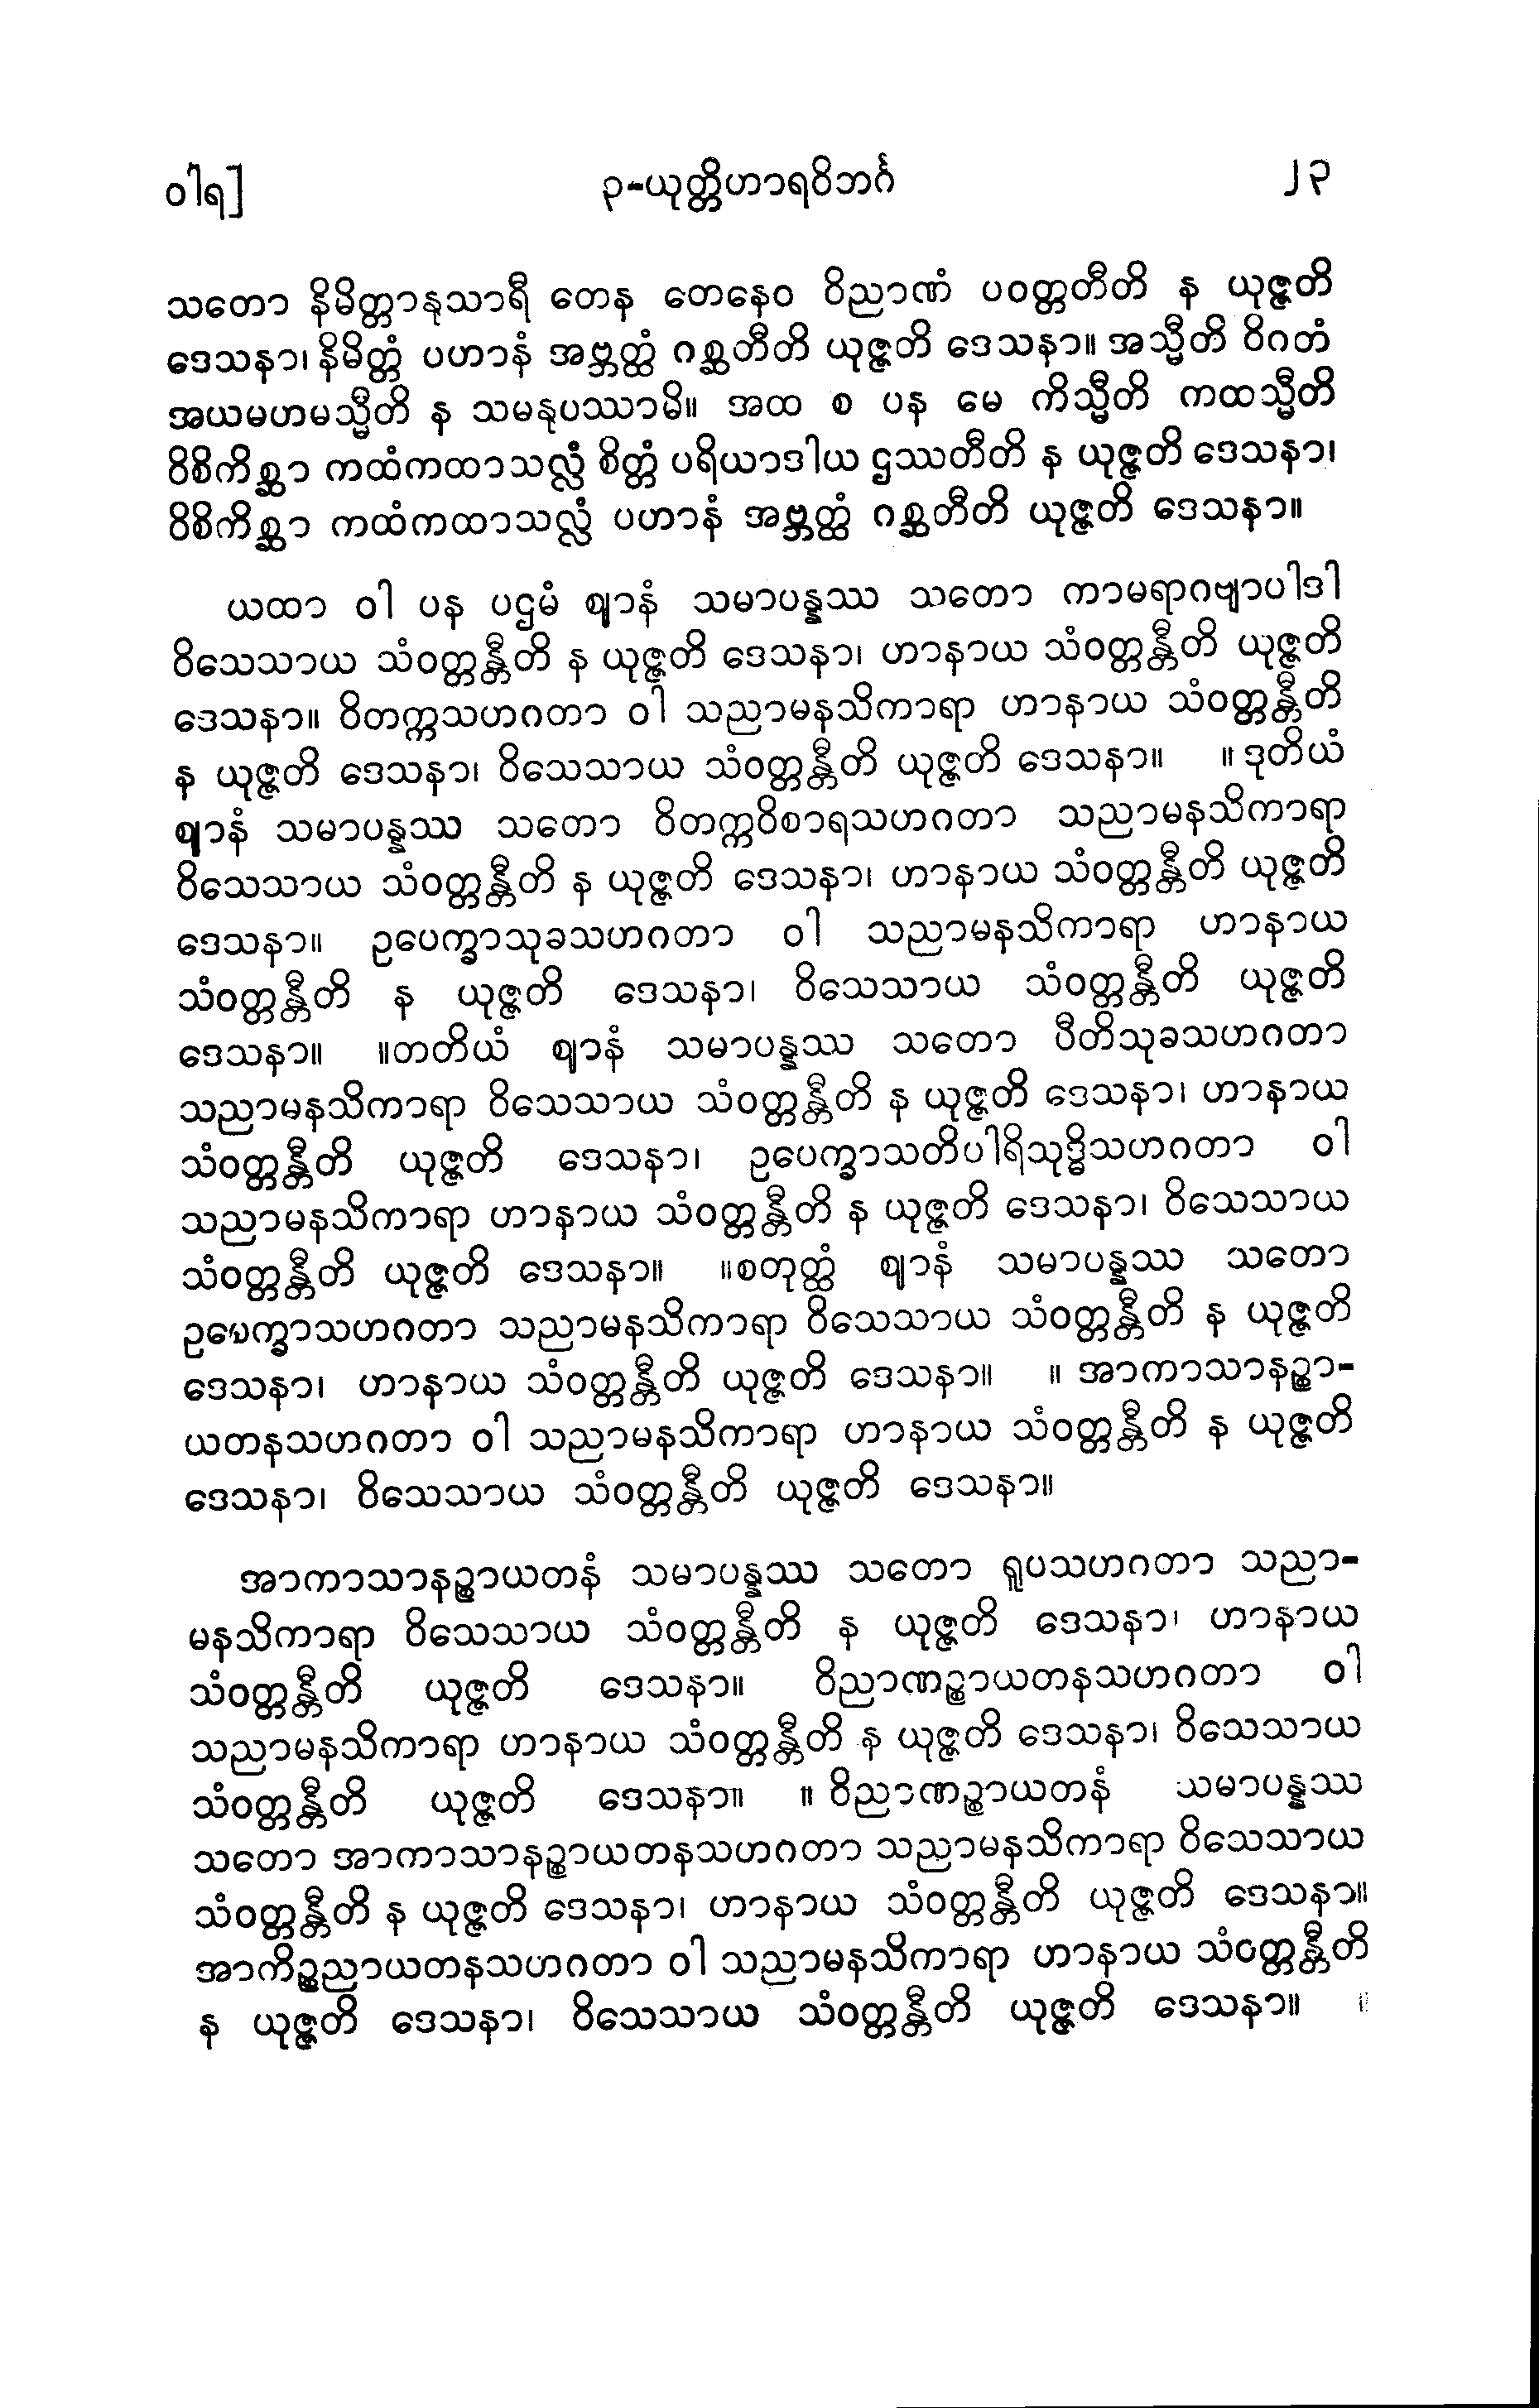 ဝါရ]
၃-ယုတ္တိဟာရဝိဘင်္ဂ
၂၃
သတော နိမိတ္တာနုသာရီ တေန တေနေဝ ဝိညာဏံ ပဝတ္တတီတိ န ယုဇ္ဇတိ
ဒေသနာ၊ နိမိတ္တံ ပဟာနံ အဗ္ဘတ္ထံ ဂစ္ဆတီတိ ယုဇ္ဇတိ ဒေသနာ။ အသ္မီတိ ဝိဂတံ
အယမဟမသ္မီတိ န သမနုပဿာမိ။ အထ စ ပန မေ ကိသ္မီတိ ကထသ္မီတိ
ဝိစိကိစ္ဆာ ကထံကထာသလ္လံ စိတ္တံ ပရိယာဒါယ ဌဿတီတိ န ယုဇ္ဇတိ ဒေသနာ၊
ဝိစိကိစ္ဆာ ကထံကထာသလ္လံ ပဟာနံ အဗ္ဘတ္ထံ ဂစ္ဆတီတိ ယုဇ္ဇတိ ဒေသနာ။
ယထာ ဝါ ပန ပဌမံ ဈာနံ သမာပန္နဿ သတော ကာမရာဂဗျာပါဒါ
ဝိသေသာယ သံဝတ္တန္တီတိ န ယုဇ္ဇတိ ဒေသနာ၊ ဟာနာယ သံဝတ္တန္တီတိ ယုဇ္ဇတိ
ဒေသနာ။ ဝိတက္ကသဟဂတာ ဝါ သညာမနသိကာရာ ဟာနာယ သံဝတ္တန္တီတိ
န ယုဇ္ဇတိ ဒေသနာ၊ ဝိသေသာယ သံဝတ္တန္တီတိ ယုဇ္ဇတိ ဒေသနာ။ ။ ဒုတိယံ
ဈာနံ သမာပန္နဿ သတော ဝိတက္ကဝိစာရသဟဂတာ သညာမနသိကာရာ
ဝိသေသာယ သံဝတ္တန္တီတိ န ယုဇ္ဇတိ ဒေသနာ၊ ဟာနာယ သံဝတ္တန္တီတိ ယုဇ္ဇတိ
ဒေသနာ။ ဥပေက္ခာသုခသဟဂတာ ဝါ သညာမနသိကာရာ ဟာနာယ
သံဝတ္တန္တီတိ န ယုဇ္ဇတိ ဒေသနာ၊ ဝိသေသာယ သံဝတ္တန္တီတိ ယုဇ္ဇတိ
ဒေသနာ။ ။တတိယံ ဈာနံ သမာပန္နဿ သတော ပီတိသုခသဟဂတာ
သညာမနသိကာရာ ဝိသေသာယ သံဝတ္တန္တီတိ န ယုဇ္ဇတိ ဒေသနာ၊ ဟာနာယ
သံဝတ္တန္တီတိ ယုဇ္ဇတိ ဒေသနာ၊ ဥပေက္ခာသတိပါရိသုဒ္ဓိသဟဂတာ ဝါ
သညာမနသိကာရာ ဟာနာယ သံဝတ္တန္တီတိ န ယုဇ္ဇတိ ဒေသနာ၊ ဝိသေသာယ
သံဝတ္တန္တီတိ ယုဇ္ဇတိ ဒေသနာ။ ။စတုတ္ထံ ဈာနံ သမာပန္နဿ သတော
ဥပေက္ခာသဟဂတာ သညာမနသိကာရာ ဝိသေသာယ သံဝတ္တန္တီတိ န ယုဇ္ဇတိ
ဒေသနာ၊ ဟာနာယ သံဝတ္တန္တီတိ ယုဇ္ဇတိ ဒေသနာ။ ။ အာကာသာနဉ္စာ-
ယတနသဟဂတာ ဝါ သညာမနသိကာရာ ဟာနာယ သံဝတ္တန္တီတိ န ယုဇ္ဇတိ
ဒေသနာ၊ ဝိသေသာယ သံဝတ္တန္တီတိ ယုဇ္ဇတိ ဒေသနာ။
အာကာသာနဉ္စာယတနံ သမာပန္နဿ သတော ရူပသဟဂတာ သညာ-
မနသိကာရာ ဝိသေသာယ သံဝတ္တန္တီတိ န ယုဇ္ဇတိ ဒေသနာ၊ ဟာနာယ
သံဝတ္တန္တီတိ ယုဇ္ဇတိ ဒေသနာ။ ဝိညာဏဉ္စာယတနသဟဂတာ ဝါ
သညာမနသိကာရာ ဟာနာယ သံဝတ္တန္တီတိ န ယုဇ္ဇတိ ဒေသနာ၊ ဝိသေသာယ
သံဝတ္တန္တီတိ ယုဇ္ဇတိ ဒေသနာ။ ။ ဝိညာဏဉ္စာယတနံ သမာပန္နဿ
သတော အာကာသာနဉ္စာယတနသဟဂတာ သညာမနသိကာရာ ဝိသေသာယ
သံဝတ္တန္တီတိ န ယုဇ္ဇတိ ဒေသနာ၊ ဟာနာယ သံဝတ္တန္တီတိ ယုဇ္ဇတိ ဒေသနာ။
အာကိဉ္စညာယတနသဟဂတာ ဝါ သညာမနသိကာရာ ဟာနာယ သံဝတ္တန္တီတိ
န ယုဇ္ဇတိ ဒေသနာ၊ ဝိသေသာယ သံဝတ္တန္တီတိ ယုဇ္ဇတိ ဒေသနာ။ ။